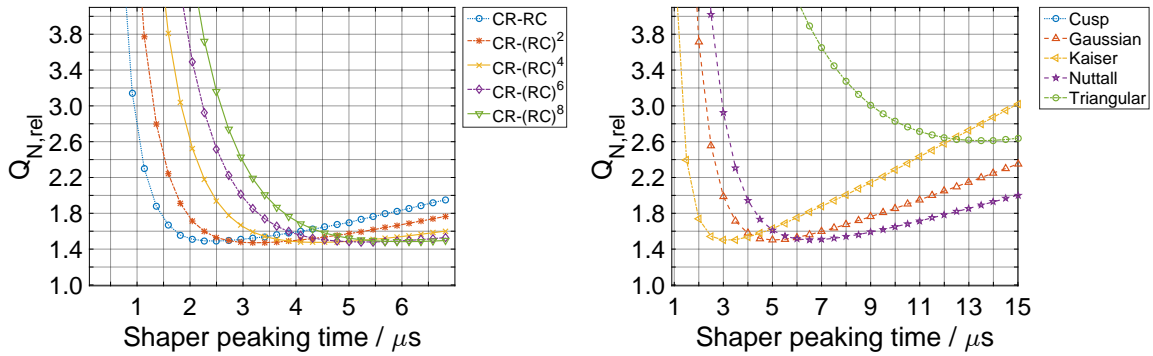 3.8
3.4
3.0
2.6
2.2
1.8
1.4
1.0
Q_N,rel
1 2 3 4 5 6
Shaper peaking time / μs
CR-RC
CR-(RC)²
CR-(RC)⁴
CR-(RC)⁶
CR-(RC)⁸
3.8
3.4
3.0
2.6
2.2
1.8
1.4
1.0
Q_N,rel
1 3 5 7 9 11 13 15
Shaper peaking time / μs
Cusp
Gaussian
Kaiser
Nuttall
Triangular